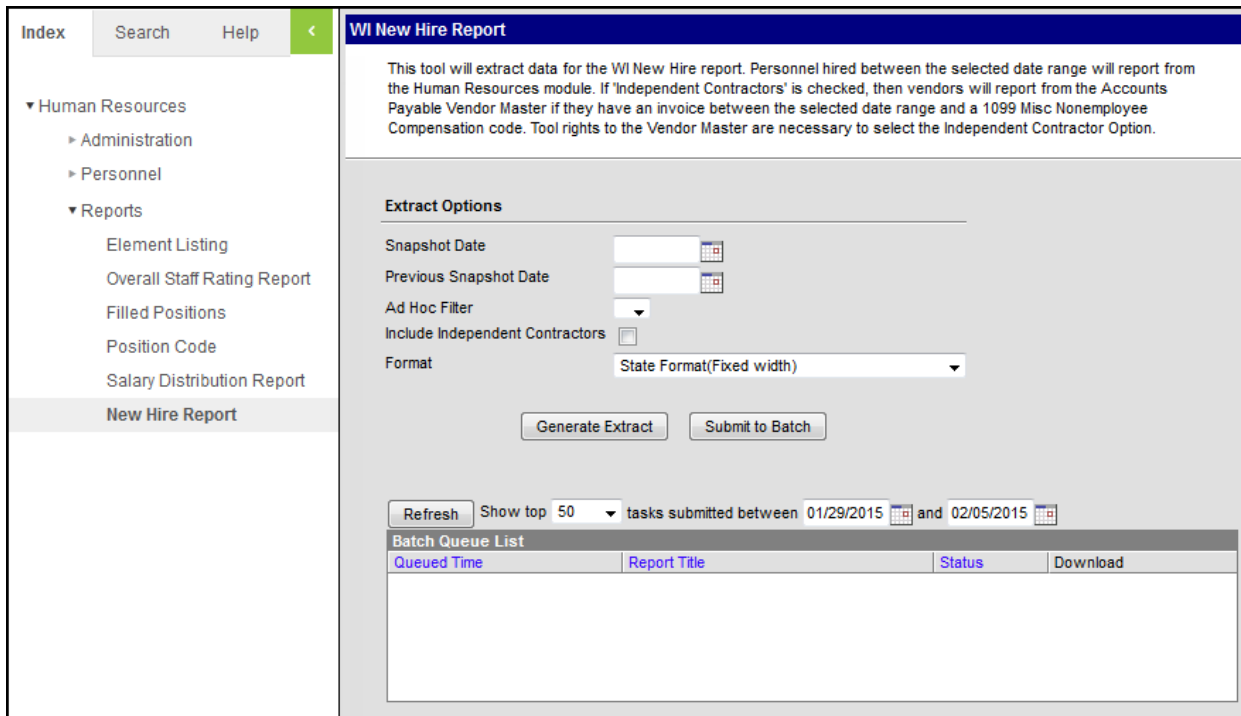 Index Search Help <
Human Resources
Administration
Personnel
Reports
Element Listing
Overall Staff Rating Report
Filled Positions
Position Code
Salary Distribution Report
New Hire Report
WI New Hire Report
This tool will extract data for the WI New Hire report. Personnel hired between the selected date range will report from
the Human Resources module. If 'Independent Contractors' is checked, then vendors will report from the Accounts
Payable Vendor Master if they have an invoice between the selected date range and a 1099 Misc Nonemployee
Compensation code. Tool rights to the Vendor Master are necessary to select the Independent Contractor Option.
Extract Options
Snapshot Date
Previous Snapshot Date
Ad Hoc Filter
Include Independent Contractors
Format State Format(Fixed width)
Generate Extract Submit to Batch
Refresh Show top 50 tasks submitted between 01/29/2015 and 02/05/2015
Batch Queue List
Queued Time Report Title Status Download